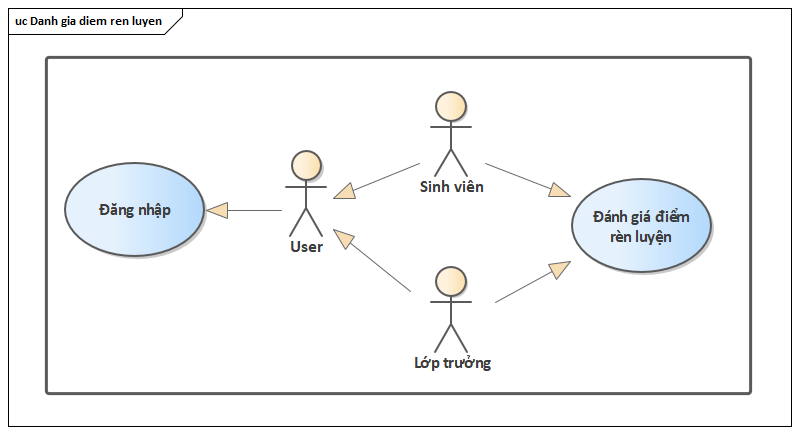 uc Danh gia diem ren luyen
Sinh viên
Đăng nhập
User
Đánh giá điểm
rèn luyện
Lớp trưởng